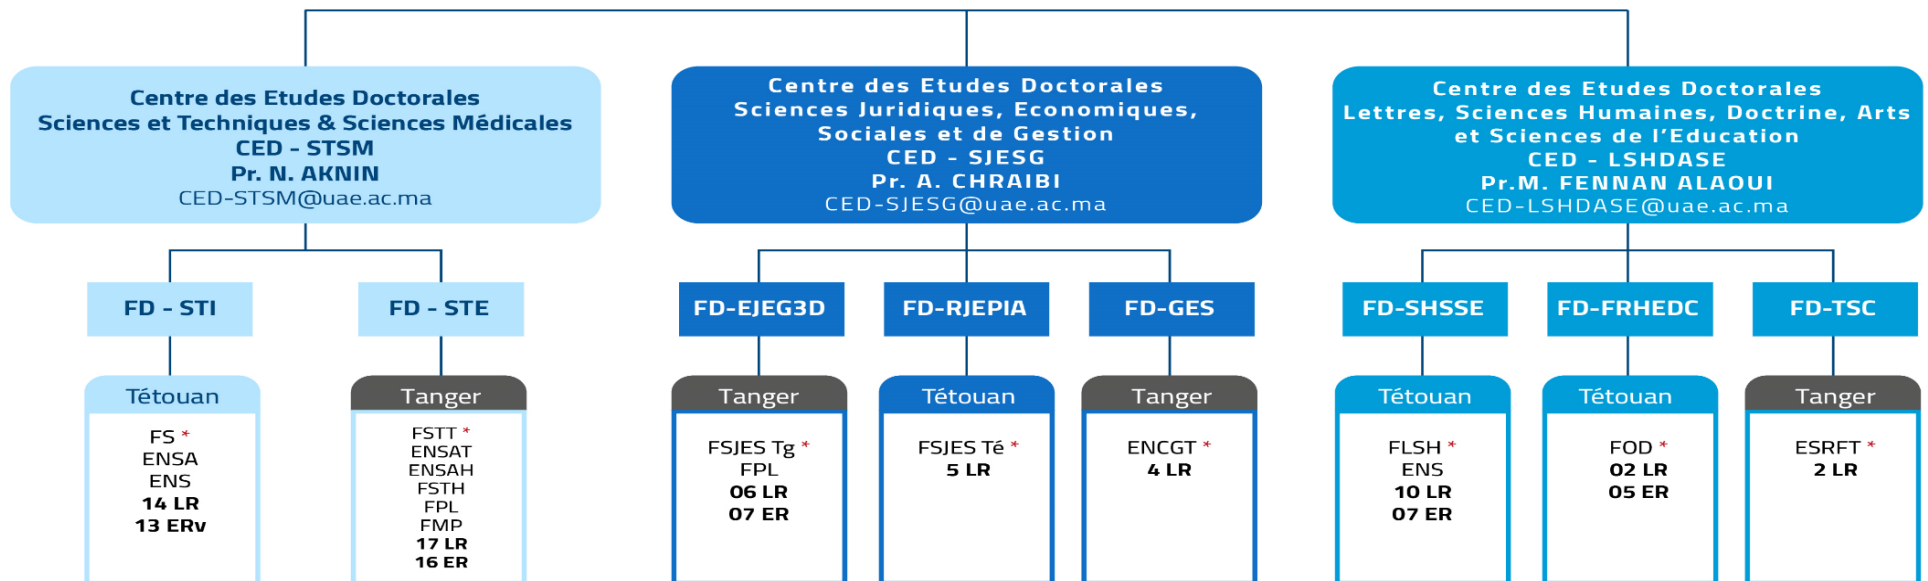 Centre des Etudes Doctorales
Sciences et Techniques & Sciences Médicales
CED - STSM
Pr. N. AKNIN
CED-STSM@uae.ac.ma
Centre des Etudes Doctorales
Sciences Juridiques, Economiques,
Sociales et de Gestion
CED - SJESG
Pr. A. CHRAIBI
CED-SJESG@uae.ac.ma
Centre des Etudes Doctorales
Lettres, Sciences Humaines, Doctrine, Arts
et Sciences de l'Education
CED - LSHDASE
Pr.M. FENNAN ALAOUI
CED-LSHDASE@uae.ac.ma
FD - STI
Tétouan
FS *
ENSA
ENS
14 LR
13 ERv
FD - STE
Tanger
FSTT *
ENSAT
ENSAH
FSTH
FPL
FMP
17 LR
16 ER
FD-EJEG3D
Tanger
FSJES Tg *
FPL
06 LR
07 ER
FD-RJEPIA
Tétouan
FSJES Té *
5 LR
FD-GES
Tanger
ENCGT *
4 LR
FD-SHSSE
Tétouan
FLSH *
ENS
10 LR
07 ER
FD-FRHEDC
Tétouan
FOD *
02 LR
05 ER
FD-TSC
Tanger
ESRFT *
2 LR